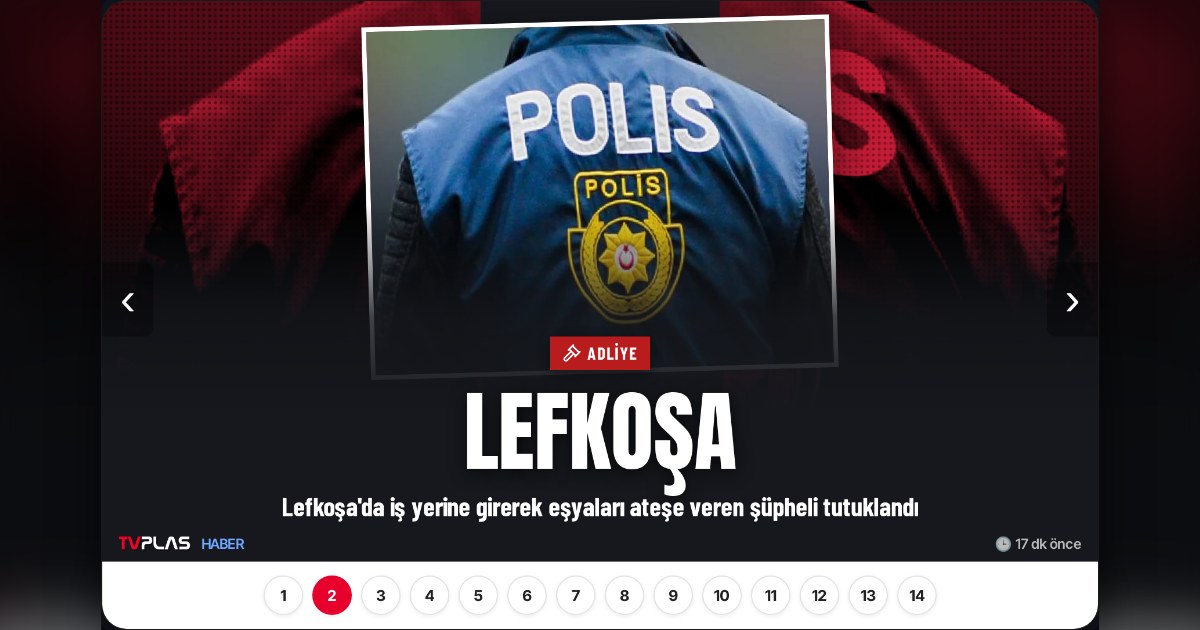 POLIS
POLİS
S
ADLİYE
LEFKOŞA
Lefkoşa'da iş yerine girerek eşyaları ateşe veren şüpheli tutuklandı
TVPLAS HABER
17 dk önce
1 2 3 4 5 6 7 8 9 10 11 12 13 14